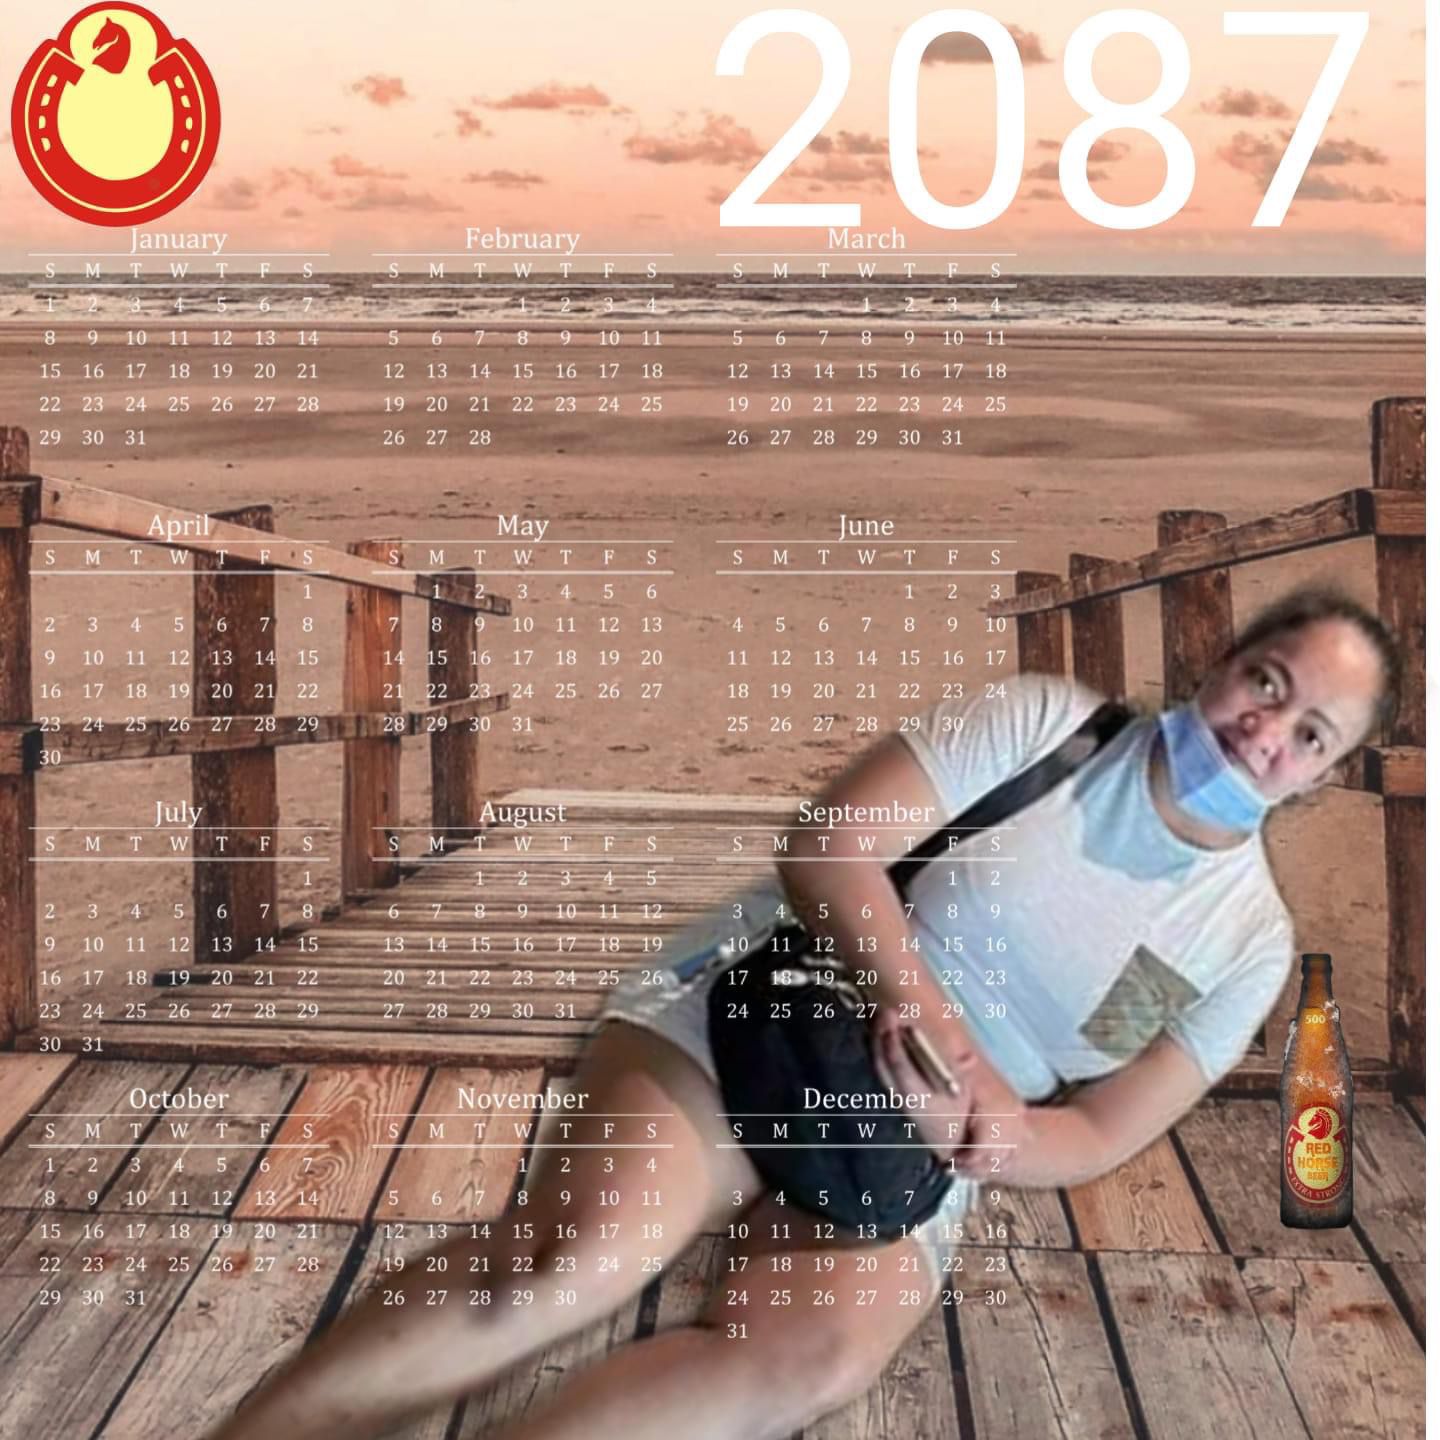 2087
January February March
S M T W T F S S M T W T F S S M T W T F S
1 2 3 4 5 6 7 1 2 3 4 1 2 3 4
8 9 10 11 12 13 14 5 6 7 8 9 10 11 5 6 7 8 9 10 11
15 16 17 18 19 20 21 12 13 14 15 16 17 18 12 13 14 15 16 17 18
22 23 24 25 26 27 28 19 20 21 22 23 24 25 19 20 21 22 23 24 25
29 30 31 26 27 28 26 27 28 29 30 31
April May June
S M T W T F S S M T W T F S S M T W T F S
1 1 2 3 4 5 6 1 2 3
2 3 4 5 6 7 8 7 8 9 10 11 12 13 4 5 6 7 8 9 10
9 10 11 12 13 14 15 14 15 16 17 18 19 20 11 12 13 14 15 16 17
16 17 18 19 20 21 22 21 22 23 24 25 26 27 18 19 20 21 22 23 24
23 24 25 26 27 28 29 28 29 30 31 25 26 27 28 29 30
30
July August September
S M T W T F S S M T W T F S S M T W T F S
1 1 2 3 4 5 1 2
2 3 4 5 6 7 8 6 7 8 9 10 11 12 3 4 5 6 7 8 9
9 10 11 12 13 14 15 13 14 15 16 17 18 19 10 11 12 13 14 15 16
16 17 18 19 20 21 22 20 21 22 23 24 25 26 17 18 19 20 21 22 23
23 24 25 26 27 28 29 27 28 29 30 31 24 25 26 27 28 29 30
30 31
October November December
S M T W T F S S M T W T F S S M T W T F S
1 2 3 4 5 6 7 1 2 3 4 1 2
8 9 10 11 12 13 14 5 6 7 8 9 10 11 3 4 5 6 7 8 9
15 16 17 18 19 20 21 12 13 14 15 16 17 18 10 11 12 13 14 15 16
22 23 24 25 26 27 28 19 20 21 22 23 24 25 17 18 19 20 21 22 23
29 30 31 26 27 28 29 30 24 25 26 27 28 29 30
31
500
RED
HORSE
BEER
EXTRA STRONG